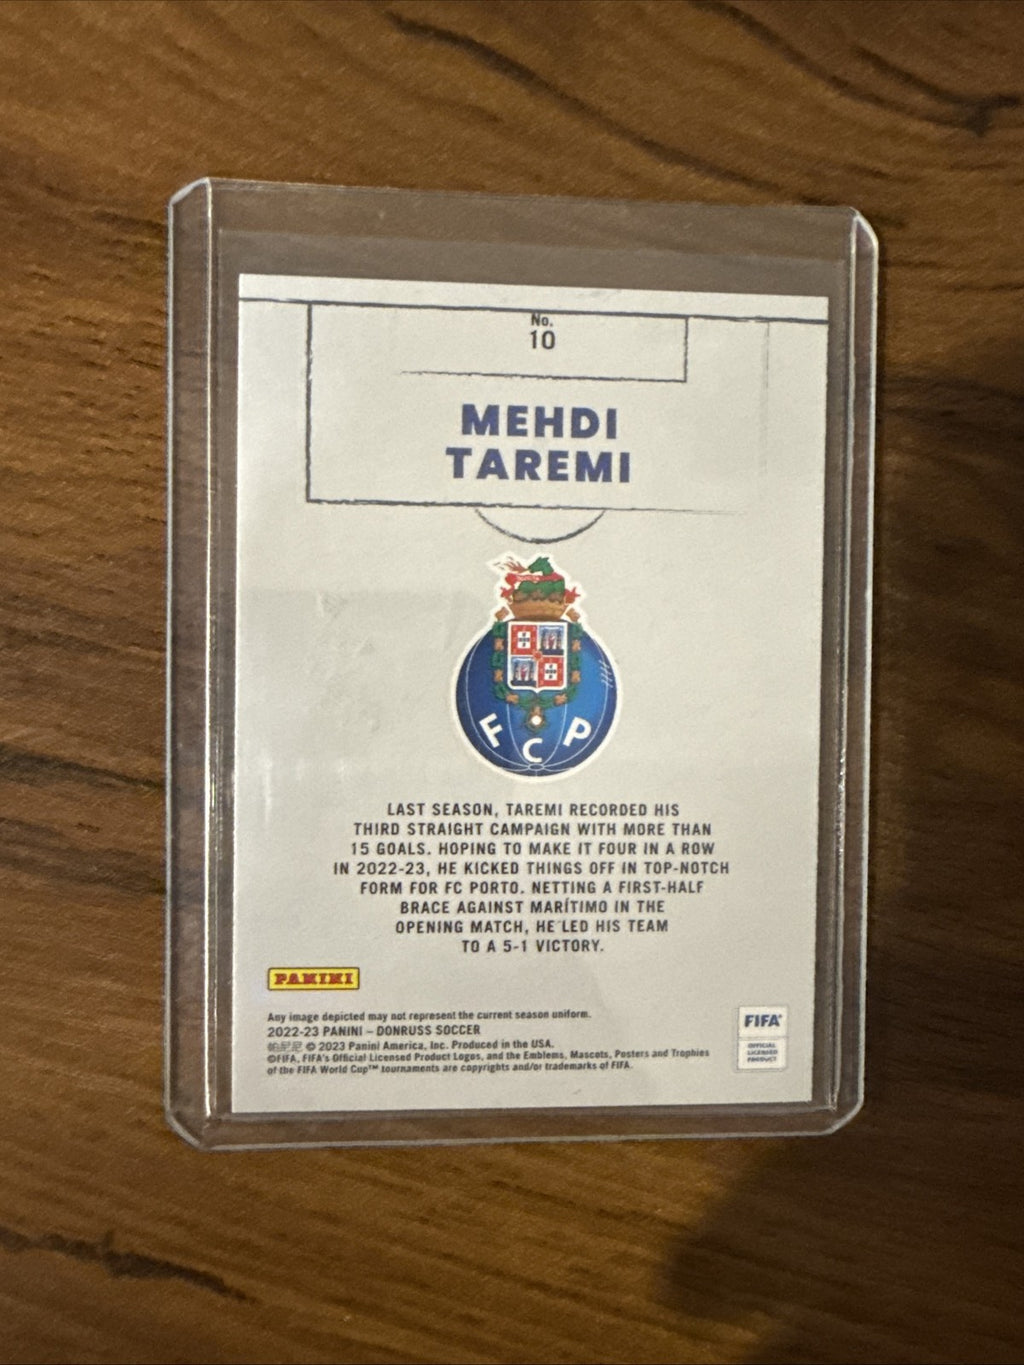 No.
10
MEHDI
TAREMI
FCP
LAST SEASON, TAREMI RECORDED HIS
THIRD STRAIGHT CAMPAIGN WITH MORE THAN
15 GOALS. HOPING TO MAKE IT FOUR IN A ROW
IN 2022-23, HE KICKED THINGS OFF IN TOP-NOTCH
FORM FOR FC PORTO. NETTING A FIRST-HALF
BRACE AGAINST MARÍTIMO IN THE
OPENING MATCH, HE LED HIS TEAM
TO A 5-1 VICTORY.
PANINI
Any image depicted may not represent the current season uniform.
2022-23 PANINI – DONRUSS SOCCER
© 2023 Panini America, Inc. Produced in the USA.
©FIFA, FIFA's Official Licensed Product Logos, and the Emblems, Mascots, Posters and Trophies
of the FIFA World Cup™ tournaments are copyrights and/or trademarks of FIFA.
FIFA
OFFICIAL
LICENSED
PRODUCT